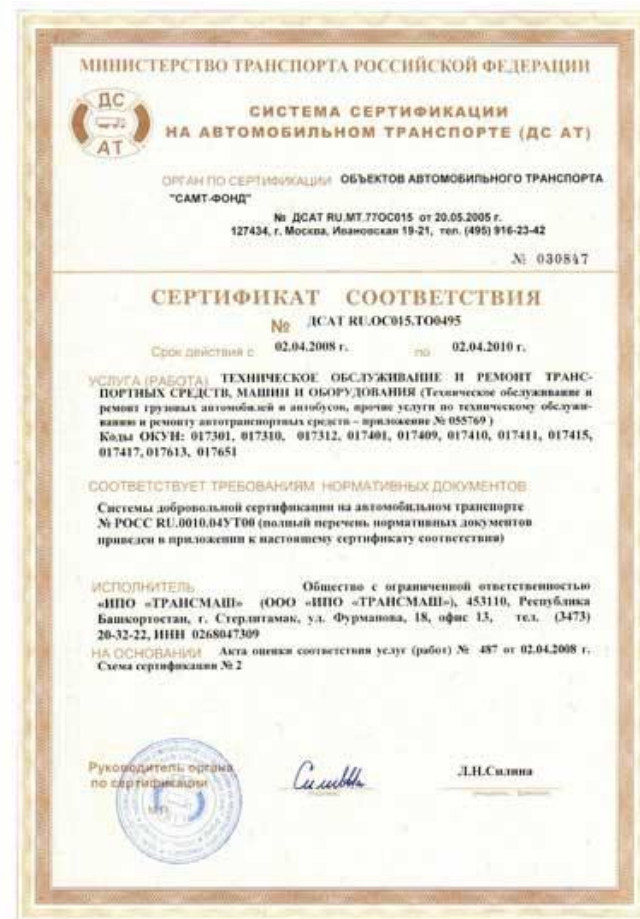 МИНИСТЕРСТВО ТРАНСПОРТА РОССИЙСКОЙ ФЕДЕРАЦИИ
ДС
АТ
СИСТЕМА СЕРТИФИКАЦИИ
НА АВТОМОБИЛЬНОМ ТРАНСПОРТЕ (ДС АТ)
ОРГАН ПО СЕРТИФИКАЦИИ ОБЪЕКТОВ АВТОМОБИЛЬНОГО ТРАНСПОРТА
"САМТ-ФОНД"
№ ДСАТ RU.МТ.77ОС015 от 20.05.2005 г.
127434, г. Москва, Ивановская 19-21, тел. (495) 916-23-42
№ 030847
СЕРТИФИКАТ СООТВЕТСТВИЯ
№ ДСАТ RU.ОС015.ТО0495
Срок действия с 02.04.2008 г. по 02.04.2010 г.
УСЛУГА (РАБОТА) ТЕХНИЧЕСКОЕ ОБСЛУЖИВАНИЕ И РЕМОНТ ТРАНС-
ПОРТНЫХ СРЕДСТВ, МАШИН И ОБОРУДОВАНИЯ (Техническое обслуживание и
ремонт грузовых автомобилей и автобусов, прочие услуги по техническому обслужи-
ванию и ремонту автотранспортных средств – приложение № 055769 )
Коды ОКУН: 017301, 017310, 017312, 017401, 017409, 017410, 017411, 017415,
017417, 017613, 017651
СООТВЕТСТВУЕТ ТРЕБОВАНИЯМ НОРМАТИВНЫХ ДОКУМЕНТОВ
Системы добровольной сертификации на автомобильном транспорте
№ РОСС RU.0010.04УТ00 (полный перечень нормативных документов
приведен в приложении к настоящему сертификату соответствия)
ИСПОЛНИТЕЛЬ Общество с ограниченной ответственностью
«ИПО «ТРАНСМАШ» (ООО «ИПО «ТРАНСМАШ»), 453110, Республика
Башкортостан, г. Стерлитамак, ул. Фурманова, 18, офис 13, тел. (3473)
20-32-22, ИНН 0268047309
НА ОСНОВАНИИ Акта оценки соответствия услуг (работ) № 487 от 02.04.2008 г.
Схема сертификации № 2
Руководитель органа
по сертификации
Л.Н.Силина
М.П.